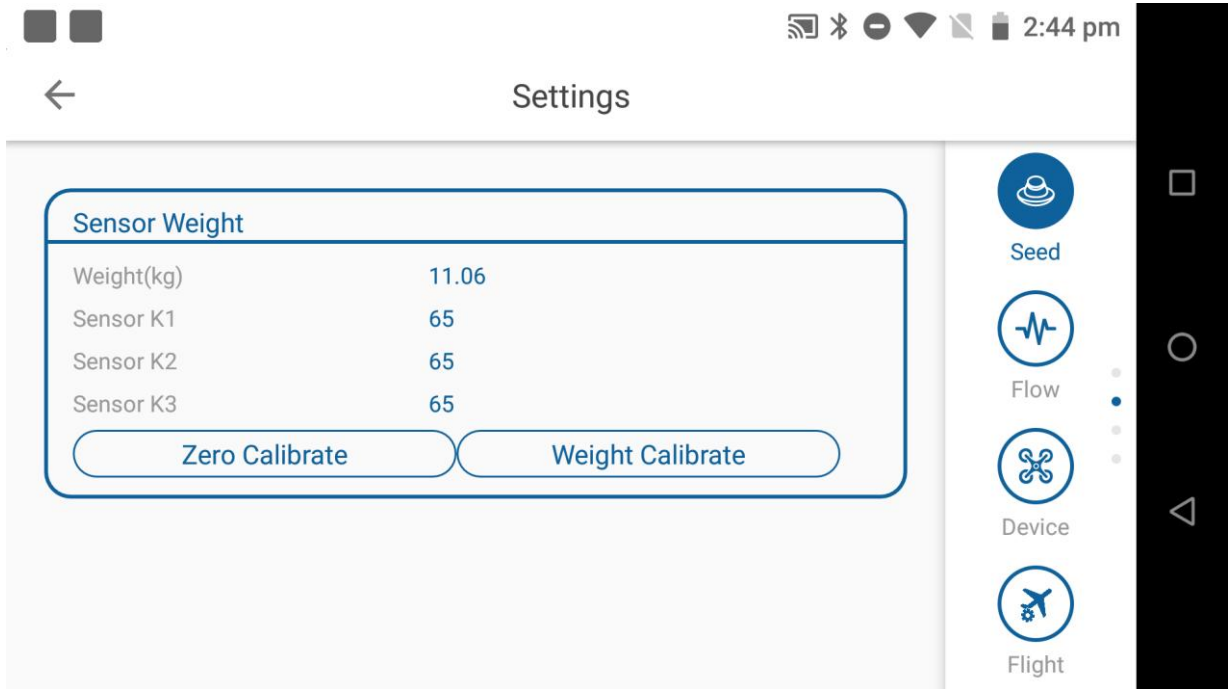 2:44 pm
Settings
Sensor Weight
Weight(kg) 11.06
Sensor K1 65
Sensor K2 65
Sensor K3 65
Zero Calibrate Weight Calibrate
Seed
Flow
Device
Flight